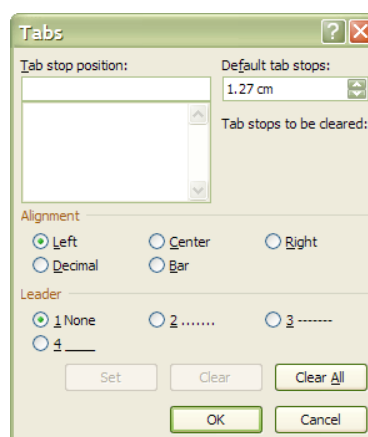 Tabs
Tab stop position:
Default tab stops:
1.27 cm
Tab stops to be cleared:
Alignment
Left
Center
Right
Decimal
Bar
Leader
1 None
2 .......
3 -------
4 ____
Set
Clear
Clear All
OK
Cancel